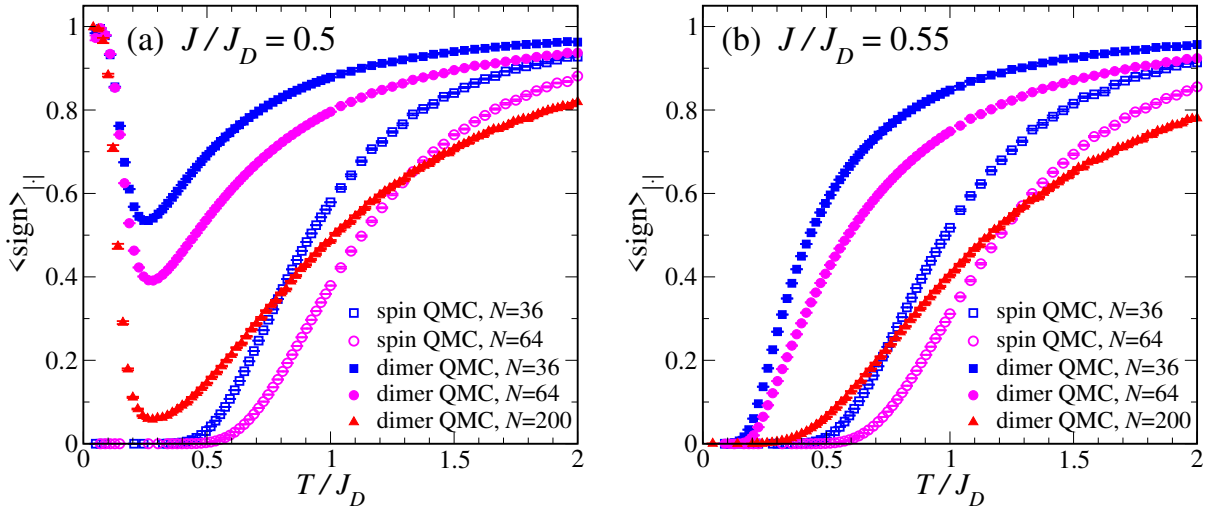 (a) J / J_D = 0.5
<sign>_|·|
1
0.8
0.6
0.4
0.2
0
spin QMC, N=36
spin QMC, N=64
dimer QMC, N=36
dimer QMC, N=64
dimer QMC, N=200
0 0.5 1 1.5 2
T / J_D
(b) J / J_D = 0.55
<sign>_|·|
1
0.8
0.6
0.4
0.2
0
spin QMC, N=36
spin QMC, N=64
dimer QMC, N=36
dimer QMC, N=64
dimer QMC, N=200
0 0.5 1 1.5 2
T / J_D